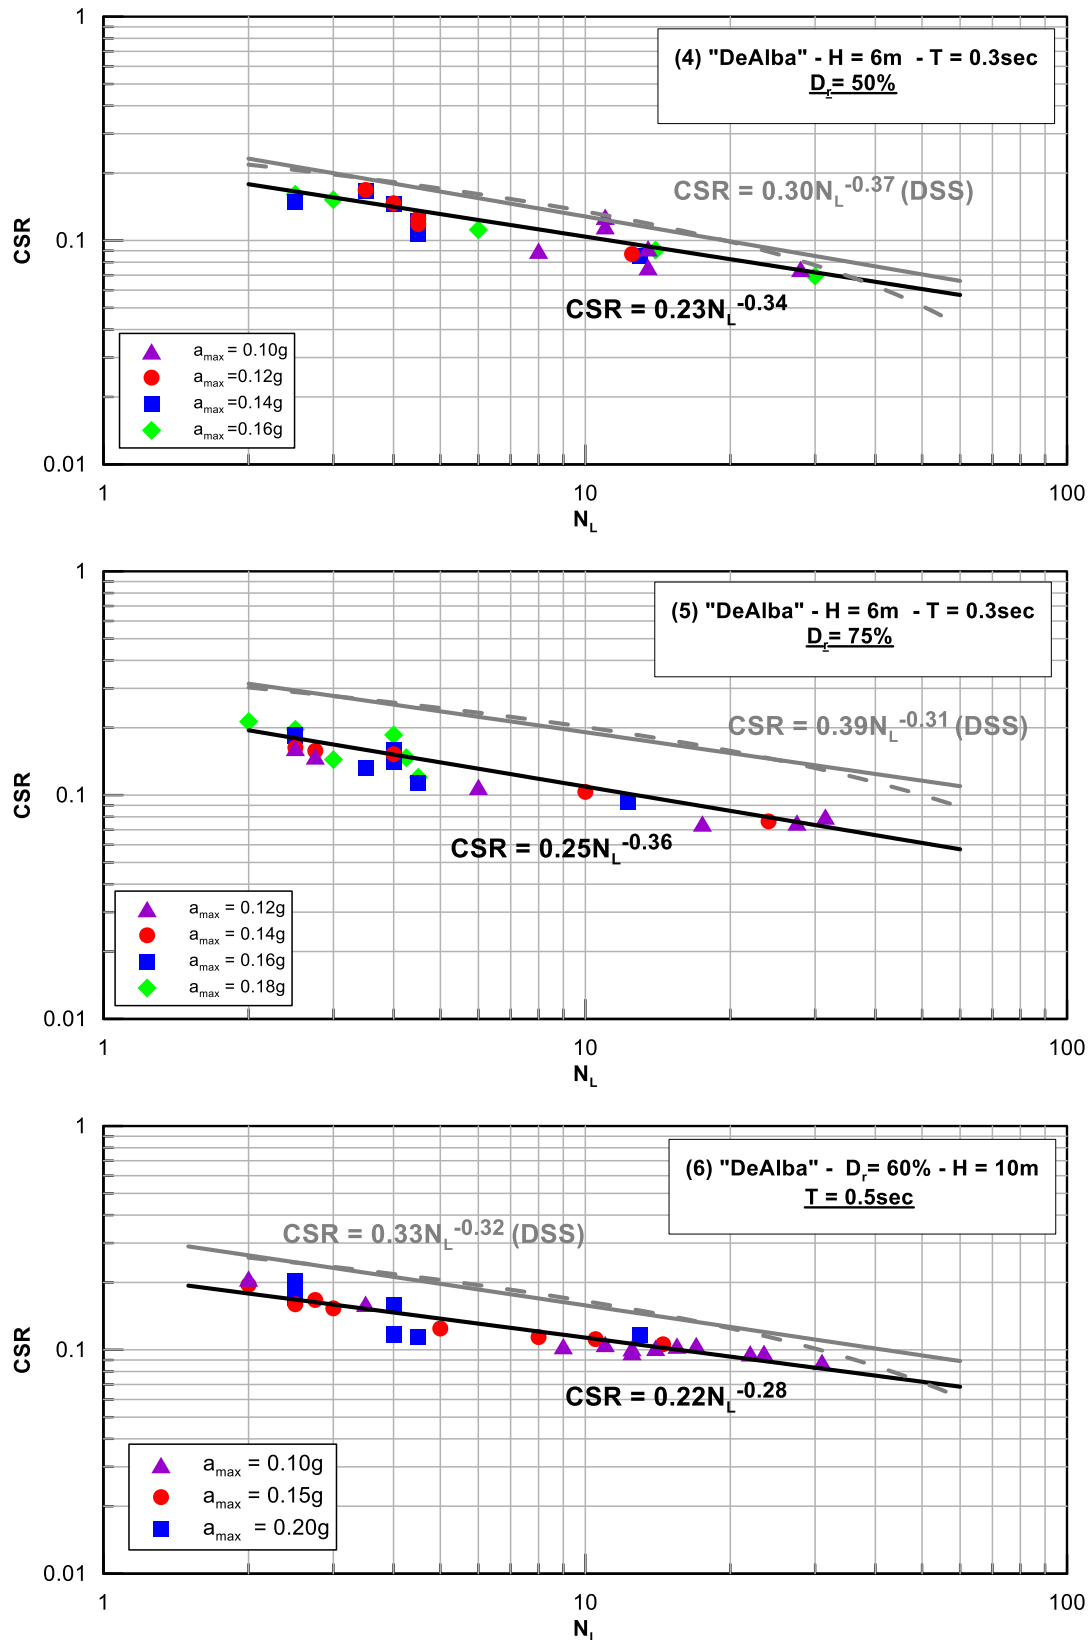 1
(4) "DeAlba" - H = 6m - T = 0.3sec
Dr= 50%
CSR = 0.30NL-0.37 (DSS)
CSR
0.1
CSR = 0.23NL-0.34
amax = 0.10g
amax =0.12g
amax =0.14g
amax =0.16g
0.01
1 10 100
NL
1
(5) "DeAlba" - H = 6m - T = 0.3sec
Dr= 75%
CSR = 0.39NL-0.31 (DSS)
CSR
0.1
CSR = 0.25NL-0.36
amax = 0.12g
amax = 0.14g
amax = 0.16g
amax = 0.18g
0.01
1 10 100
NL
1
(6) "DeAlba" - Dr= 60% - H = 10m
T = 0.5sec
CSR = 0.33NL-0.32 (DSS)
CSR
0.1
CSR = 0.22NL-0.28
amax = 0.10g
amax = 0.15g
amax = 0.20g
0.01
1 10 100
NL